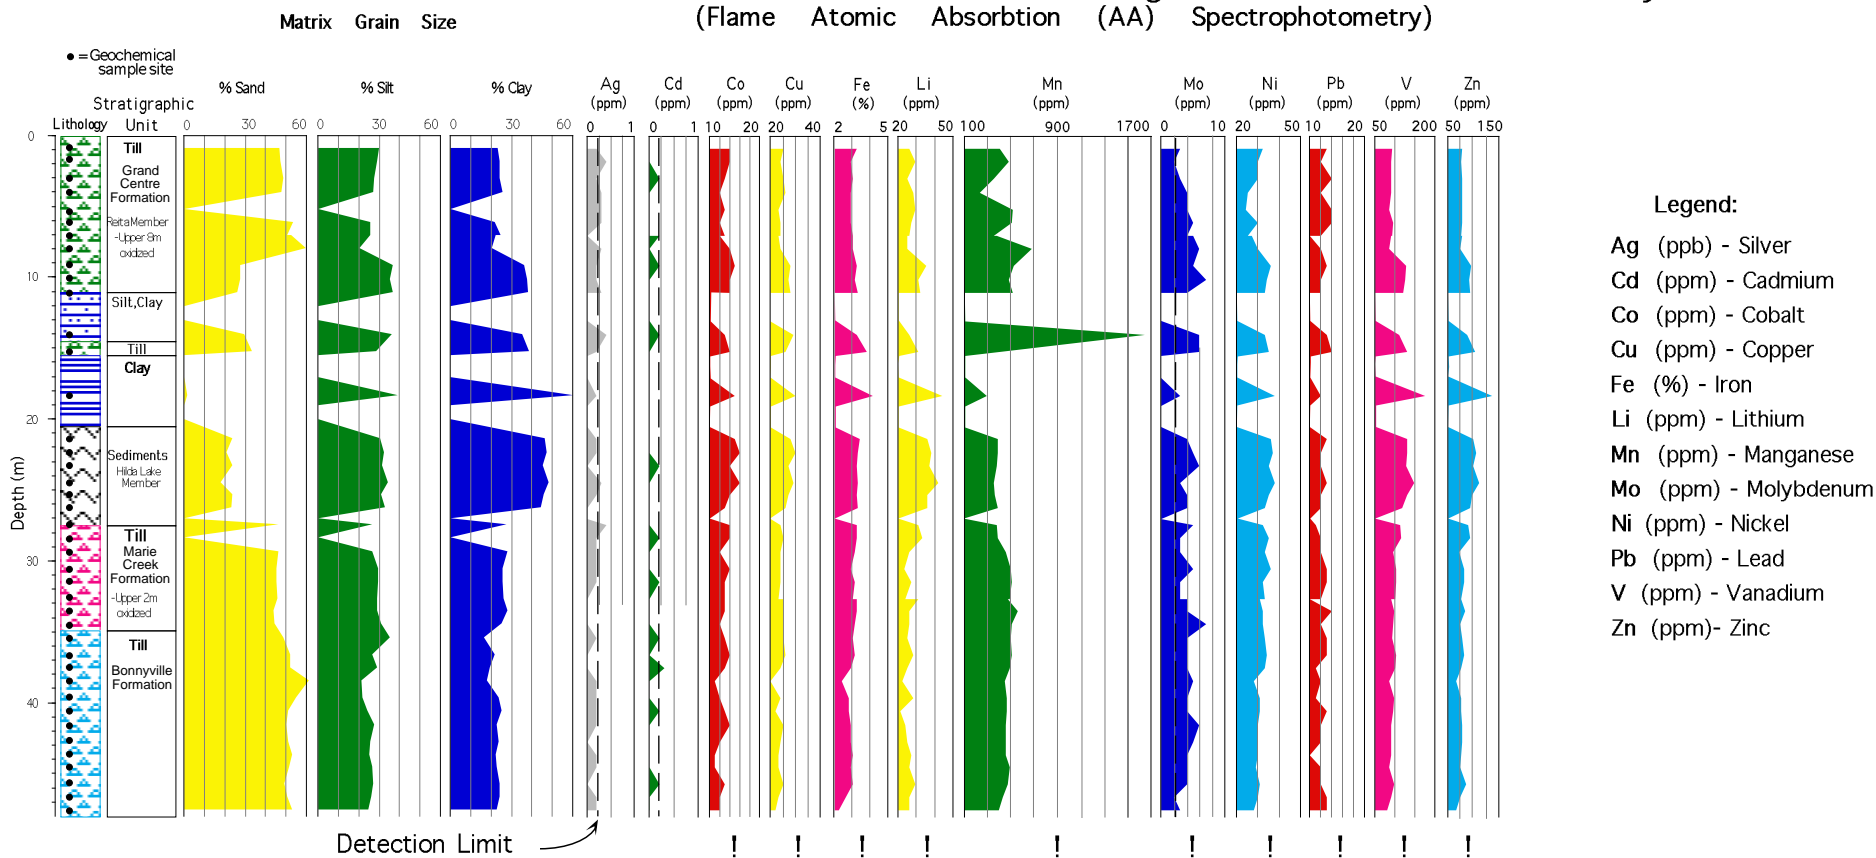 Matrix Grain Size
(Flame Atomic Absorbtion (AA) Spectrophotometry)
● = Geochemical
sample site
% Sand % Silt % Clay
Ag Cd Co Cu Fe Li Mn Mo Ni Pb V Zn
(ppm) (ppm) (ppm) (ppm) (%) (ppm) (ppm) (ppm) (ppm) (ppm) (ppm) (ppm)
Stratigraphic
Lithology Unit
0 30 60 0 30 60 0 30 60 0 1 0 1 10 20 20 40 2 5 20 50 100 900 1700 0 10 20 50 10 20 50 200 50 150
0
Till
Grand
Centre
Formation
Reita Member
-Upper 8m
oxidized
10
Silt,Clay
Till
Clay
20
Sediments
Hilda Lake
Member
Depth (m)
Till
Marie
Creek
Formation
30
-Upper 2m
oxidized
Till
Bonnyville
Formation
40
Detection Limit
! ! ! ! ! ! ! ! ! !
Legend:
Ag (ppb) - Silver
Cd (ppm) - Cadmium
Co (ppm) - Cobalt
Cu (ppm) - Copper
Fe (%) - Iron
Li (ppm) - Lithium
Mn (ppm) - Manganese
Mo (ppm) - Molybdenum
Ni (ppm) - Nickel
Pb (ppm) - Lead
V (ppm) - Vanadium
Zn (ppm)- Zinc